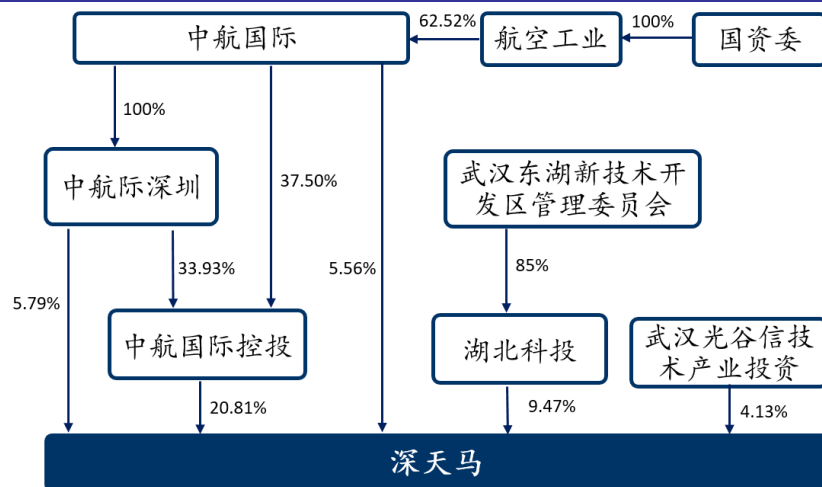 62.52%
100%
中航国际
航空工业
国资委
100%
中航际深圳
37.50%
武汉东湖新技术开
发区管理委员会
5.79%
33.93%
5.56%
85%
中航国际控投
湖北科投
武汉光谷信技
术产业投资
20.81%
9.47%
4.13%
深天马